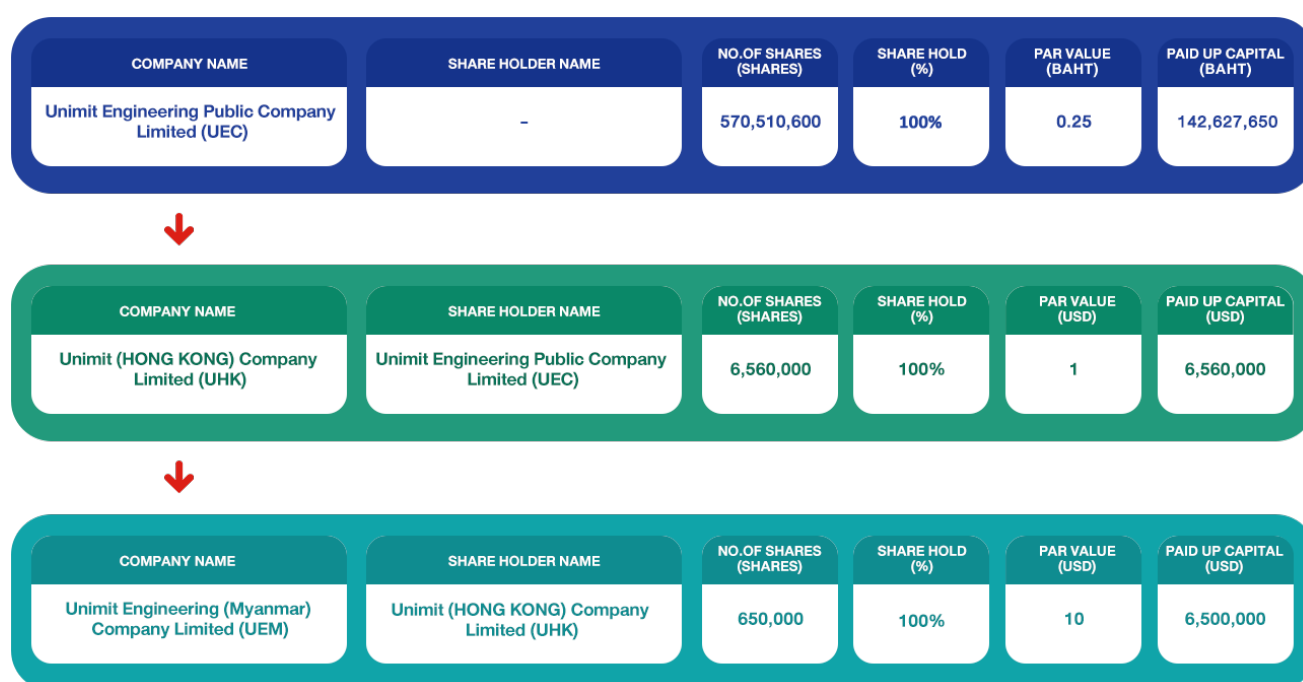 COMPANY NAME
SHARE HOLDER NAME
NO.OF SHARES
(SHARES)
SHARE HOLD
(%)
PAR VALUE
(BAHT)
PAID UP CAPITAL
(BAHT)
Unimit Engineering Public Company
Limited (UEC)
–
570,510,600
100%
0.25
142,627,650
COMPANY NAME
SHARE HOLDER NAME
NO.OF SHARES
(SHARES)
SHARE HOLD
(%)
PAR VALUE
(USD)
PAID UP CAPITAL
(USD)
Unimit (HONG KONG) Company
Limited (UHK)
Unimit Engineering Public Company
Limited (UEC)
6,560,000
100%
1
6,560,000
COMPANY NAME
SHARE HOLDER NAME
NO.OF SHARES
(SHARES)
SHARE HOLD
(%)
PAR VALUE
(USD)
PAID UP CAPITAL
(USD)
Unimit Engineering (Myanmar)
Company Limited (UEM)
Unimit (HONG KONG) Company
Limited (UHK)
650,000
100%
10
6,500,000